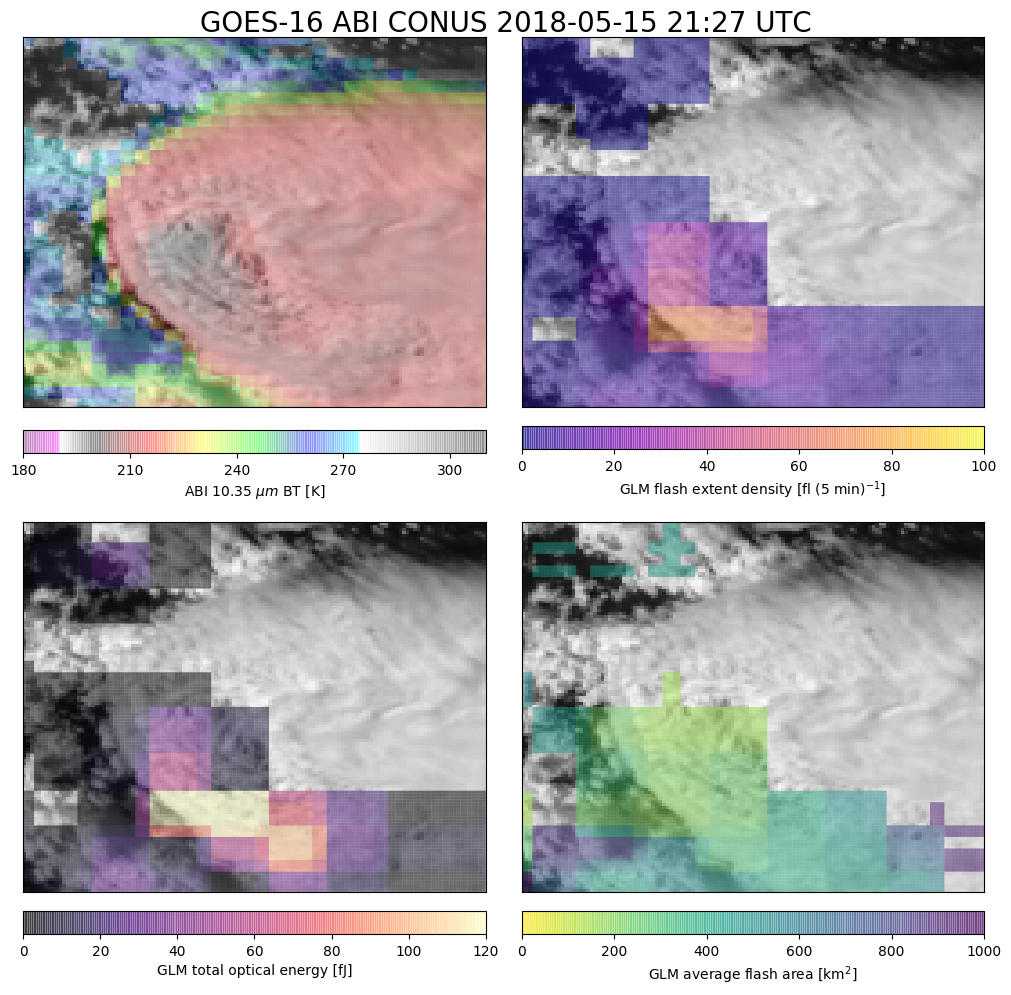 GOES-16 ABI CONUS 2018-05-15 21:27 UTC
180 210 240 270 300
ABI 10.35 μm BT [K]
0 20 40 60 80 100
GLM flash extent density [fl (5 min)⁻¹]
0 20 40 60 80 100 120
GLM total optical energy [fJ]
0 200 400 600 800 1000
GLM average flash area [km²]